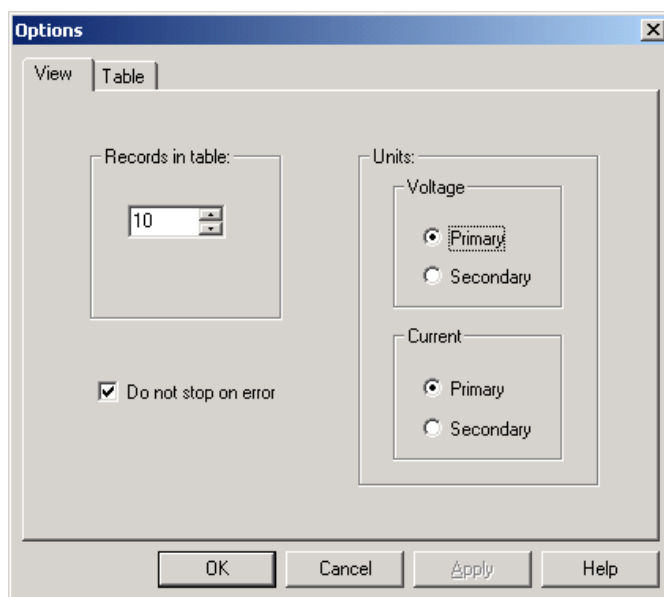 Options
View
Table
Records in table:
10
Do not stop on error
Units:
Voltage
Primary
Secondary
Current
Primary
Secondary
OK
Cancel
Apply
Help